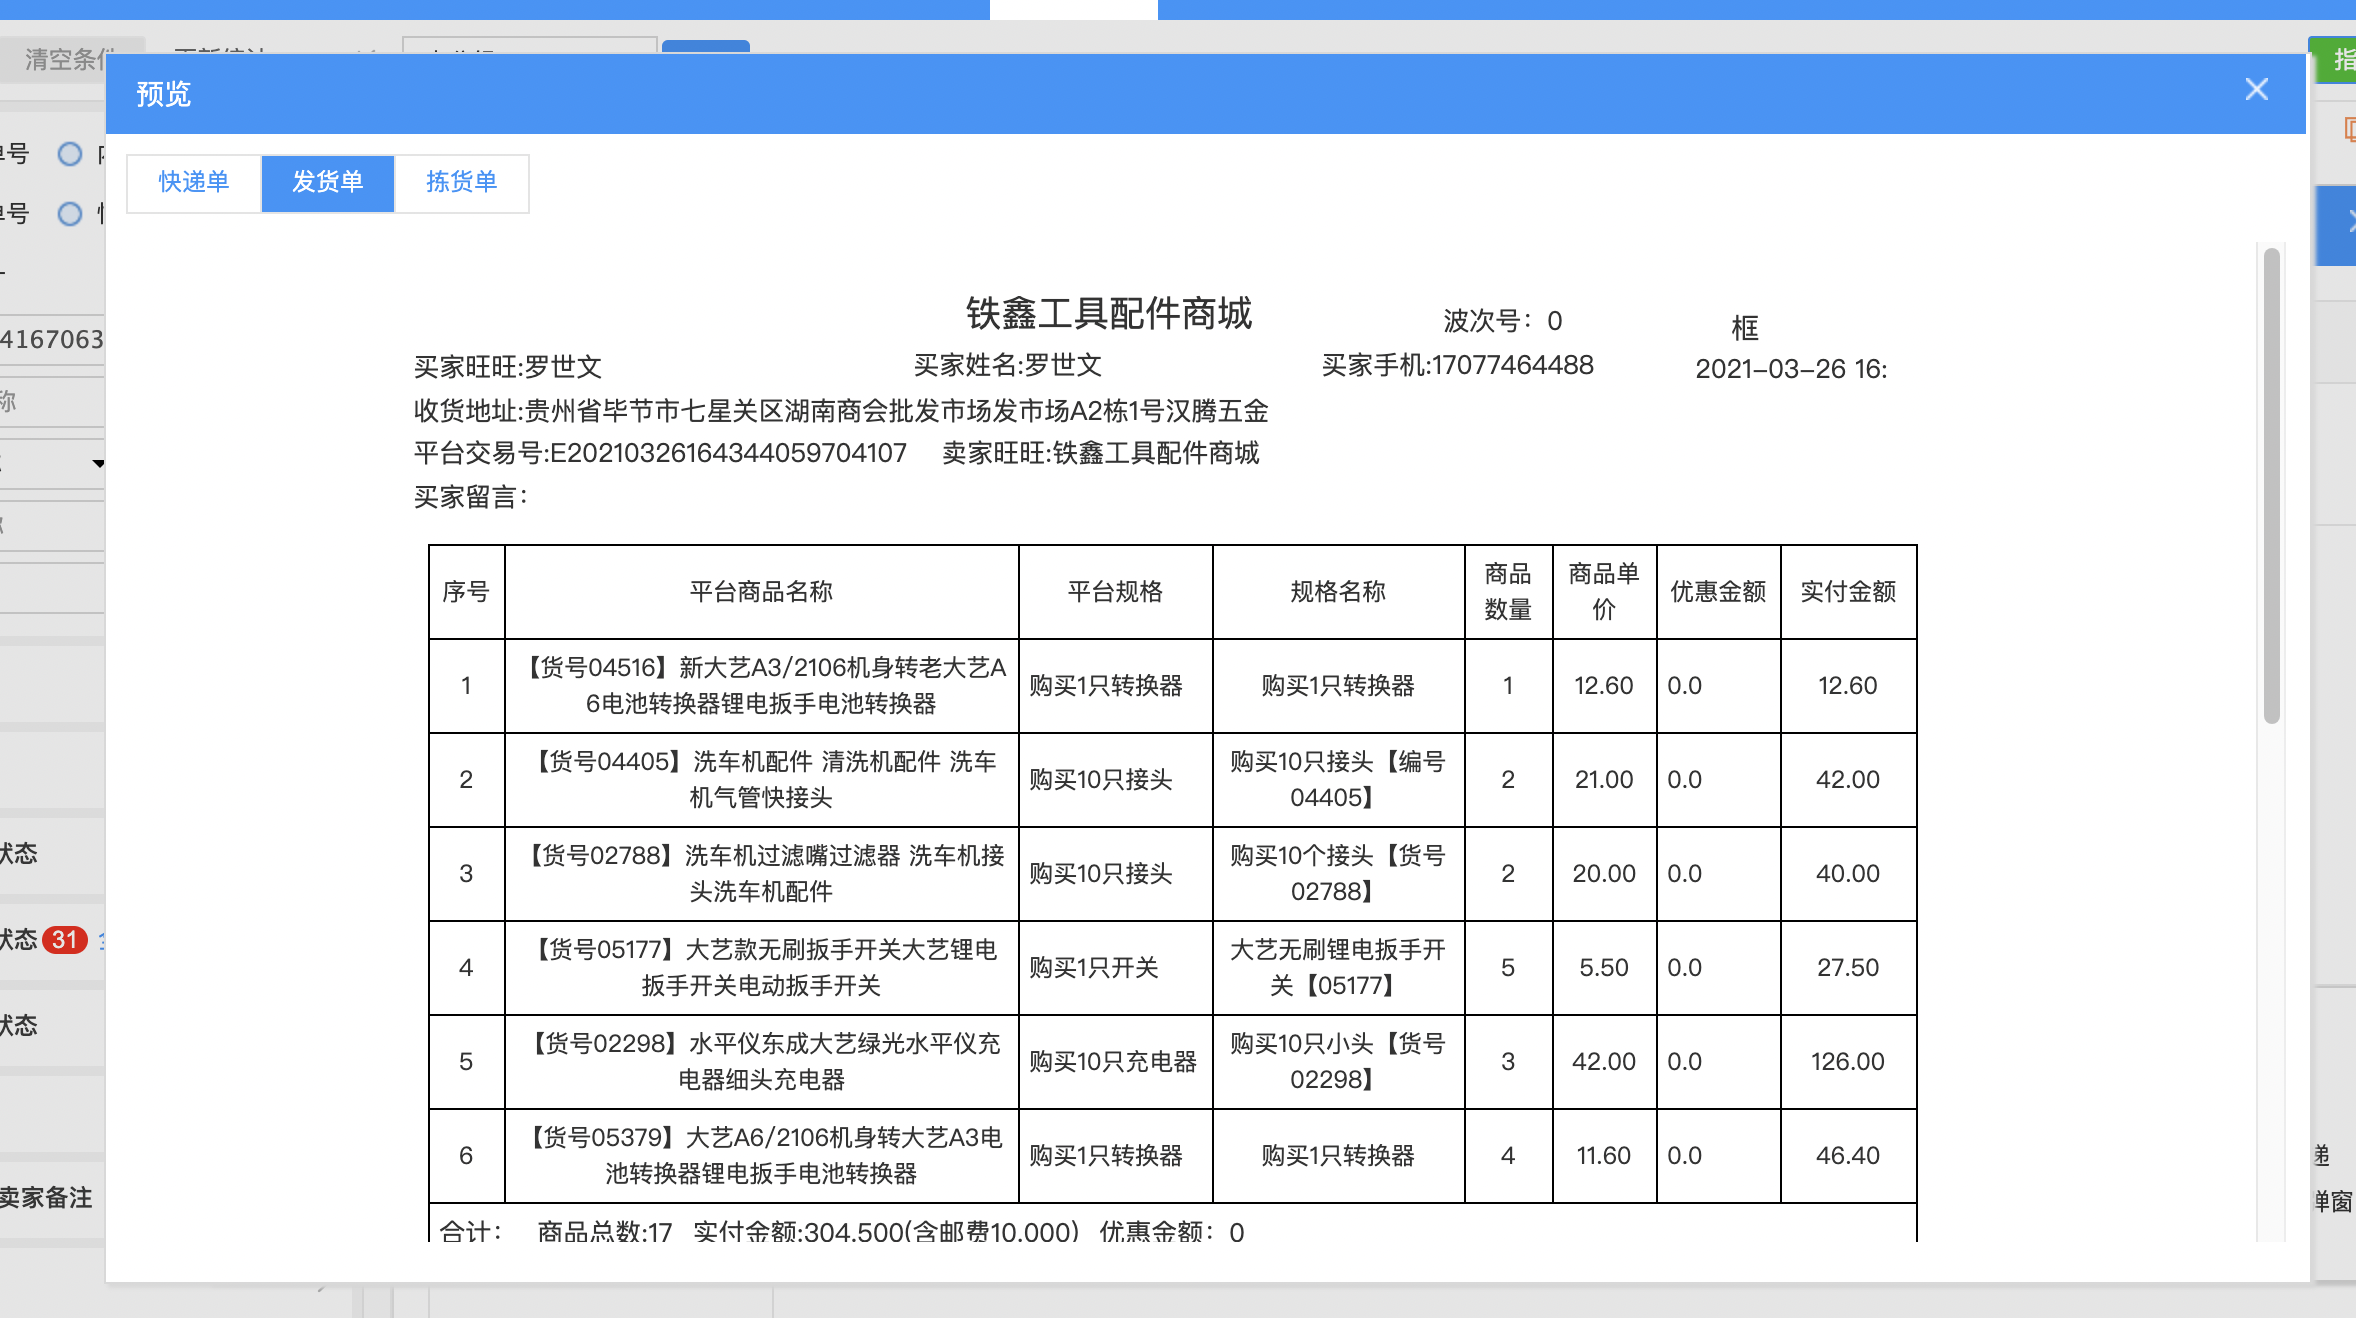 清空条件
预览
快递单
发货单
拣货单
单号
单号
4167063
称
状态
状态 31
状态
卖家备注
指
递
弹窗
铁鑫工具配件商城
波次号：0
框
买家旺旺:罗世文 买家姓名:罗世文 买家手机:17077464488 2021-03-26 16:
收货地址:贵州省毕节市七星关区湖南商会批发市场发市场A2栋1号汉腾五金
平台交易号:E20210326164344059704107 卖家旺旺:铁鑫工具配件商城
买家留言：
序号 平台商品名称 平台规格 规格名称 商品数量 商品单价 优惠金额 实付金额
1 【货号04516】新大艺A3/2106机身转老大艺A6电池转换器锂电扳手电池转换器 购买1只转换器 购买1只转换器 1 12.60 0.0 12.60
2 【货号04405】洗车机配件 清洗机配件 洗车机气管快接头 购买10只接头 购买10只接头【编号04405】 2 21.00 0.0 42.00
3 【货号02788】洗车机过滤嘴过滤器 洗车机接头洗车机配件 购买10只接头 购买10个接头【货号02788】 2 20.00 0.0 40.00
4 【货号05177】大艺款无刷扳手开关大艺锂电扳手开关电动扳手开关 购买1只开关 大艺无刷锂电扳手开关【05177】 5 5.50 0.0 27.50
5 【货号02298】水平仪东成大艺绿光水平仪充电器细头充电器 购买10只充电器 购买10只小头【货号02298】 3 42.00 0.0 126.00
6 【货号05379】大艺A6/2106机身转大艺A3电池转换器锂电扳手电池转换器 购买1只转换器 购买1只转换器 4 11.60 0.0 46.40
合计： 商品总数:17 实付金额:304.500(含邮费10.000) 优惠金额：0